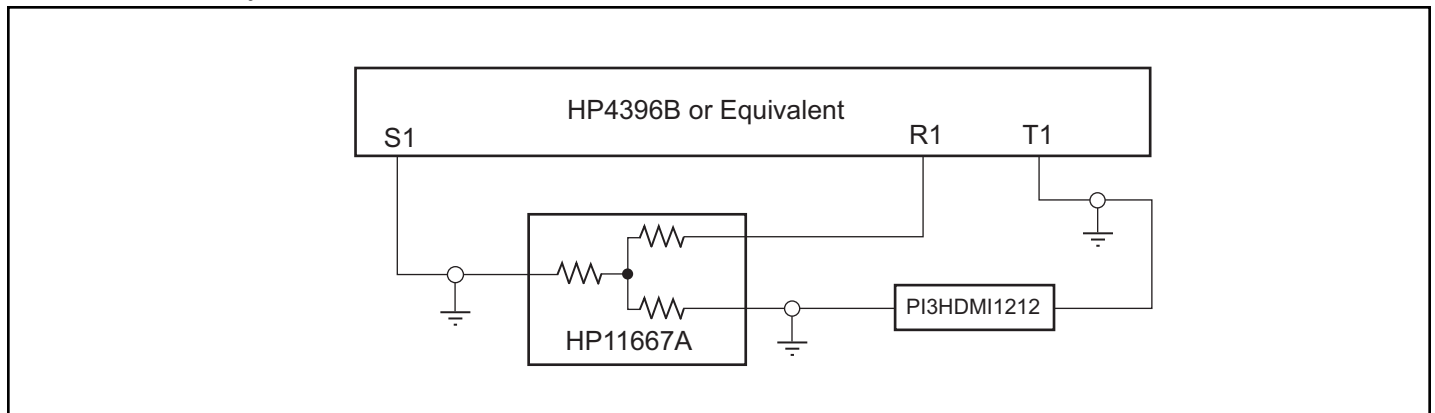 HP4396B or Equivalent
S1
R1
T1
PI3HDMI1212
HP11667A